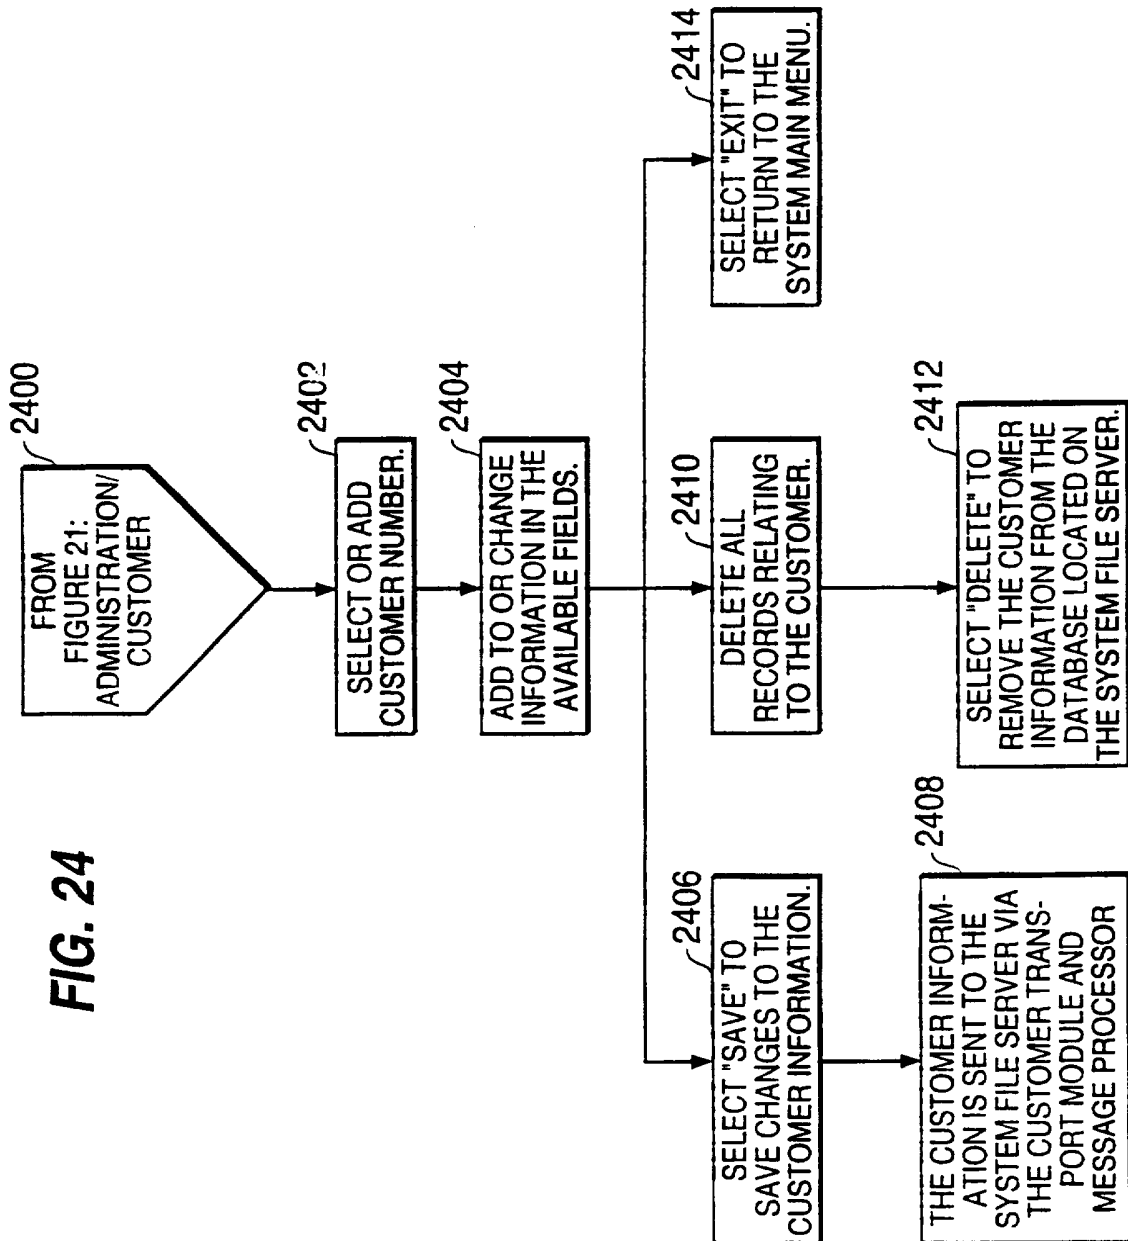 FIG. 24
2400
FROM
FIGURE 21:
ADMINISTRATION/
CUSTOMER
2402
SELECT OR ADD
CUSTOMER NUMBER.
2404
ADD TO OR CHANGE
INFORMATION IN THE
AVAILABLE FIELDS.
2406
SELECT "SAVE" TO
SAVE CHANGES TO THE
CUSTOMER INFORMATION.
2408
THE CUSTOMER INFORM-
ATION IS SENT TO THE
SYSTEM FILE SERVER VIA
THE CUSTOMER TRANS-
PORT MODULE AND
MESSAGE PROCESSOR
2410
DELETE ALL
RECORDS RELATING
TO THE CUSTOMER.
2412
SELECT "DELETE" TO
REMOVE THE CUSTOMER
INFORMATION FROM THE
DATABASE LOCATED ON
THE SYSTEM FILE SERVER.
2414
SELECT "EXIT" TO
RETURN TO THE
SYSTEM MAIN MENU.